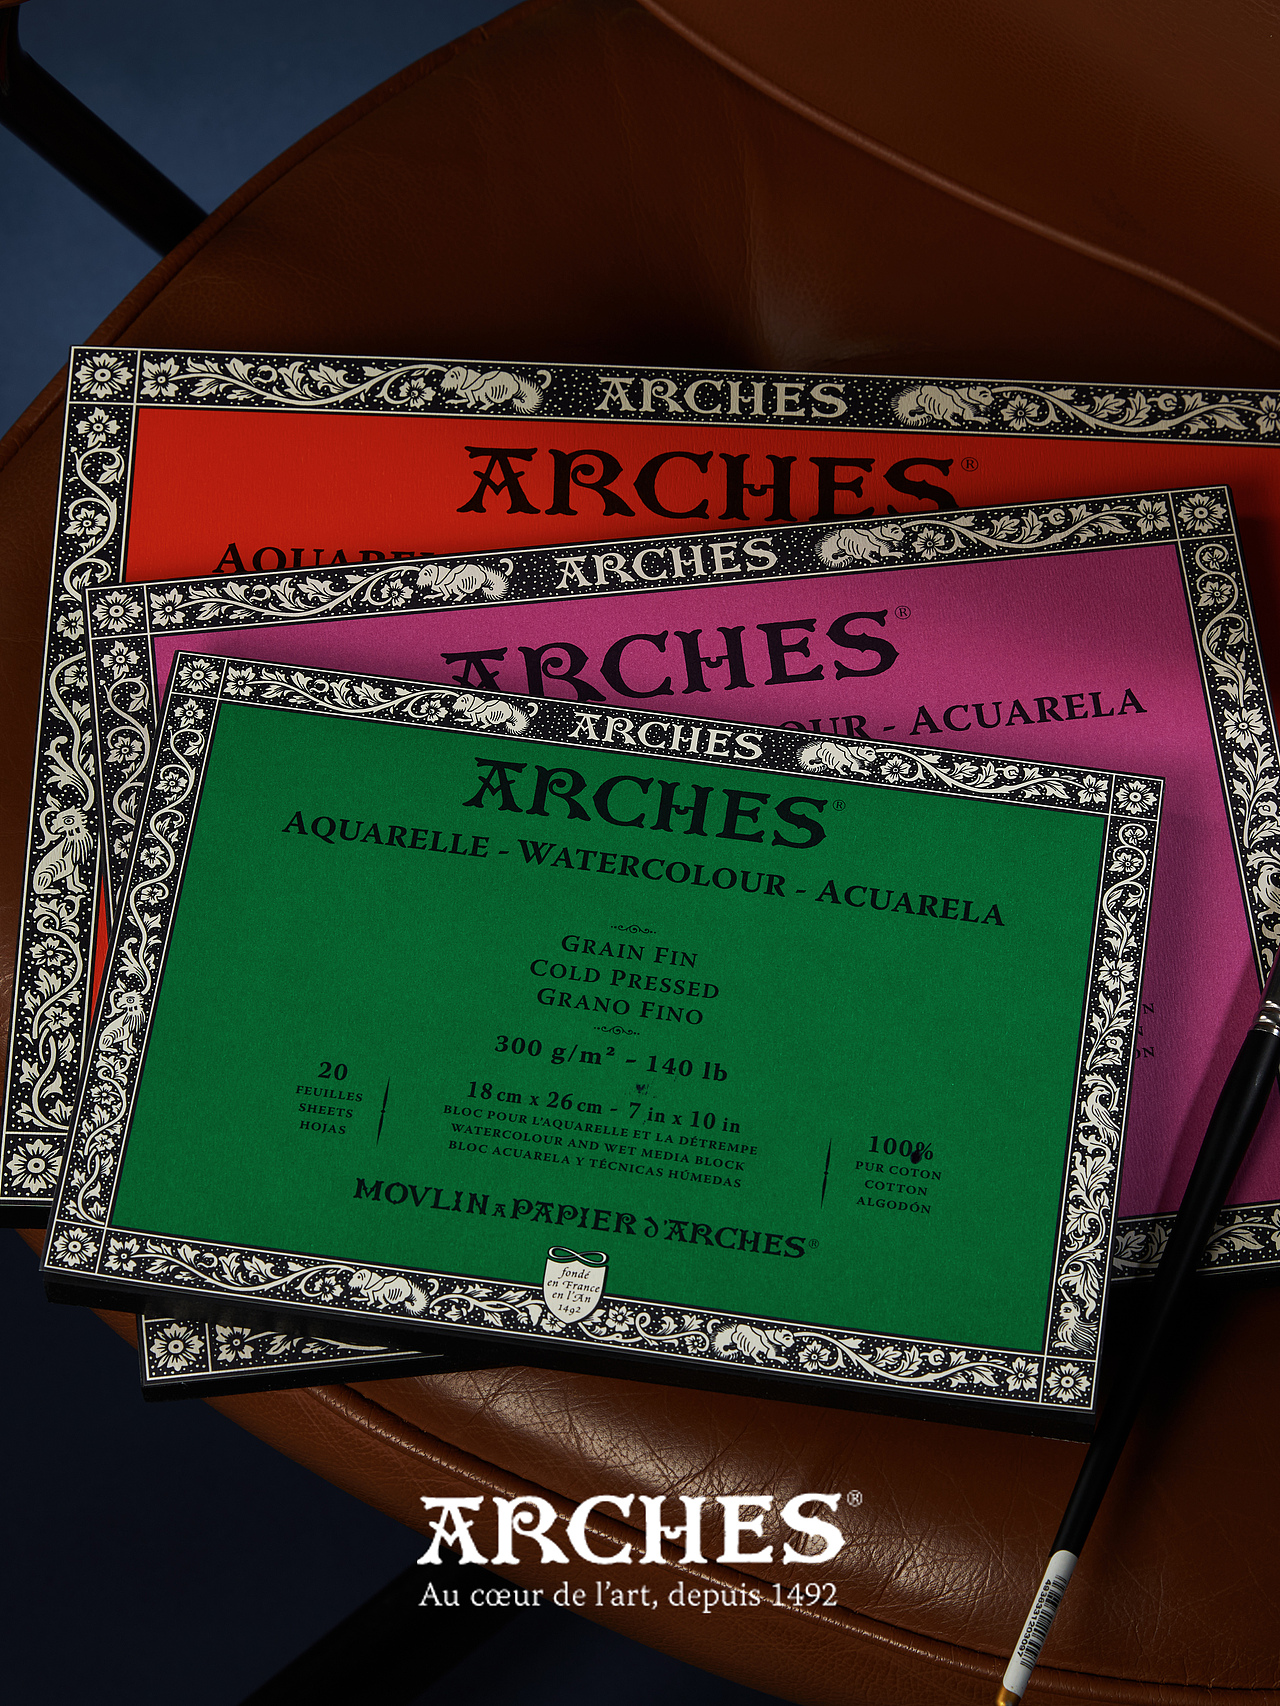 ARCHES
ARCHES®
AQUARELLE
ARCHES
ARCHES®
OUR - ACUARELA
ARCHES
ARCHES®
AQUARELLE - WATERCOLOUR - ACUARELA
GRAIN FIN
COLD PRESSED
GRANO FINO
300 g/m² - 140 lb
18 cm x 26 cm - 7 in x 10 in
BLOC POUR L'AQUARELLE ET LA DÉTREMPE
WATERCOLOUR AND WET MEDIA BLOCK
BLOC ACUARELA Y TÉCNICAS HÚMEDAS
20
FEUILLES
SHEETS
HOJAS
100%
PUR COTON
COTTON
ALGODÓN
MOVLIN A PAPIER D'ARCHES®
fondé
en France
en l'An
1492
ARCHES®
Au cœur de l'art, depuis 1492